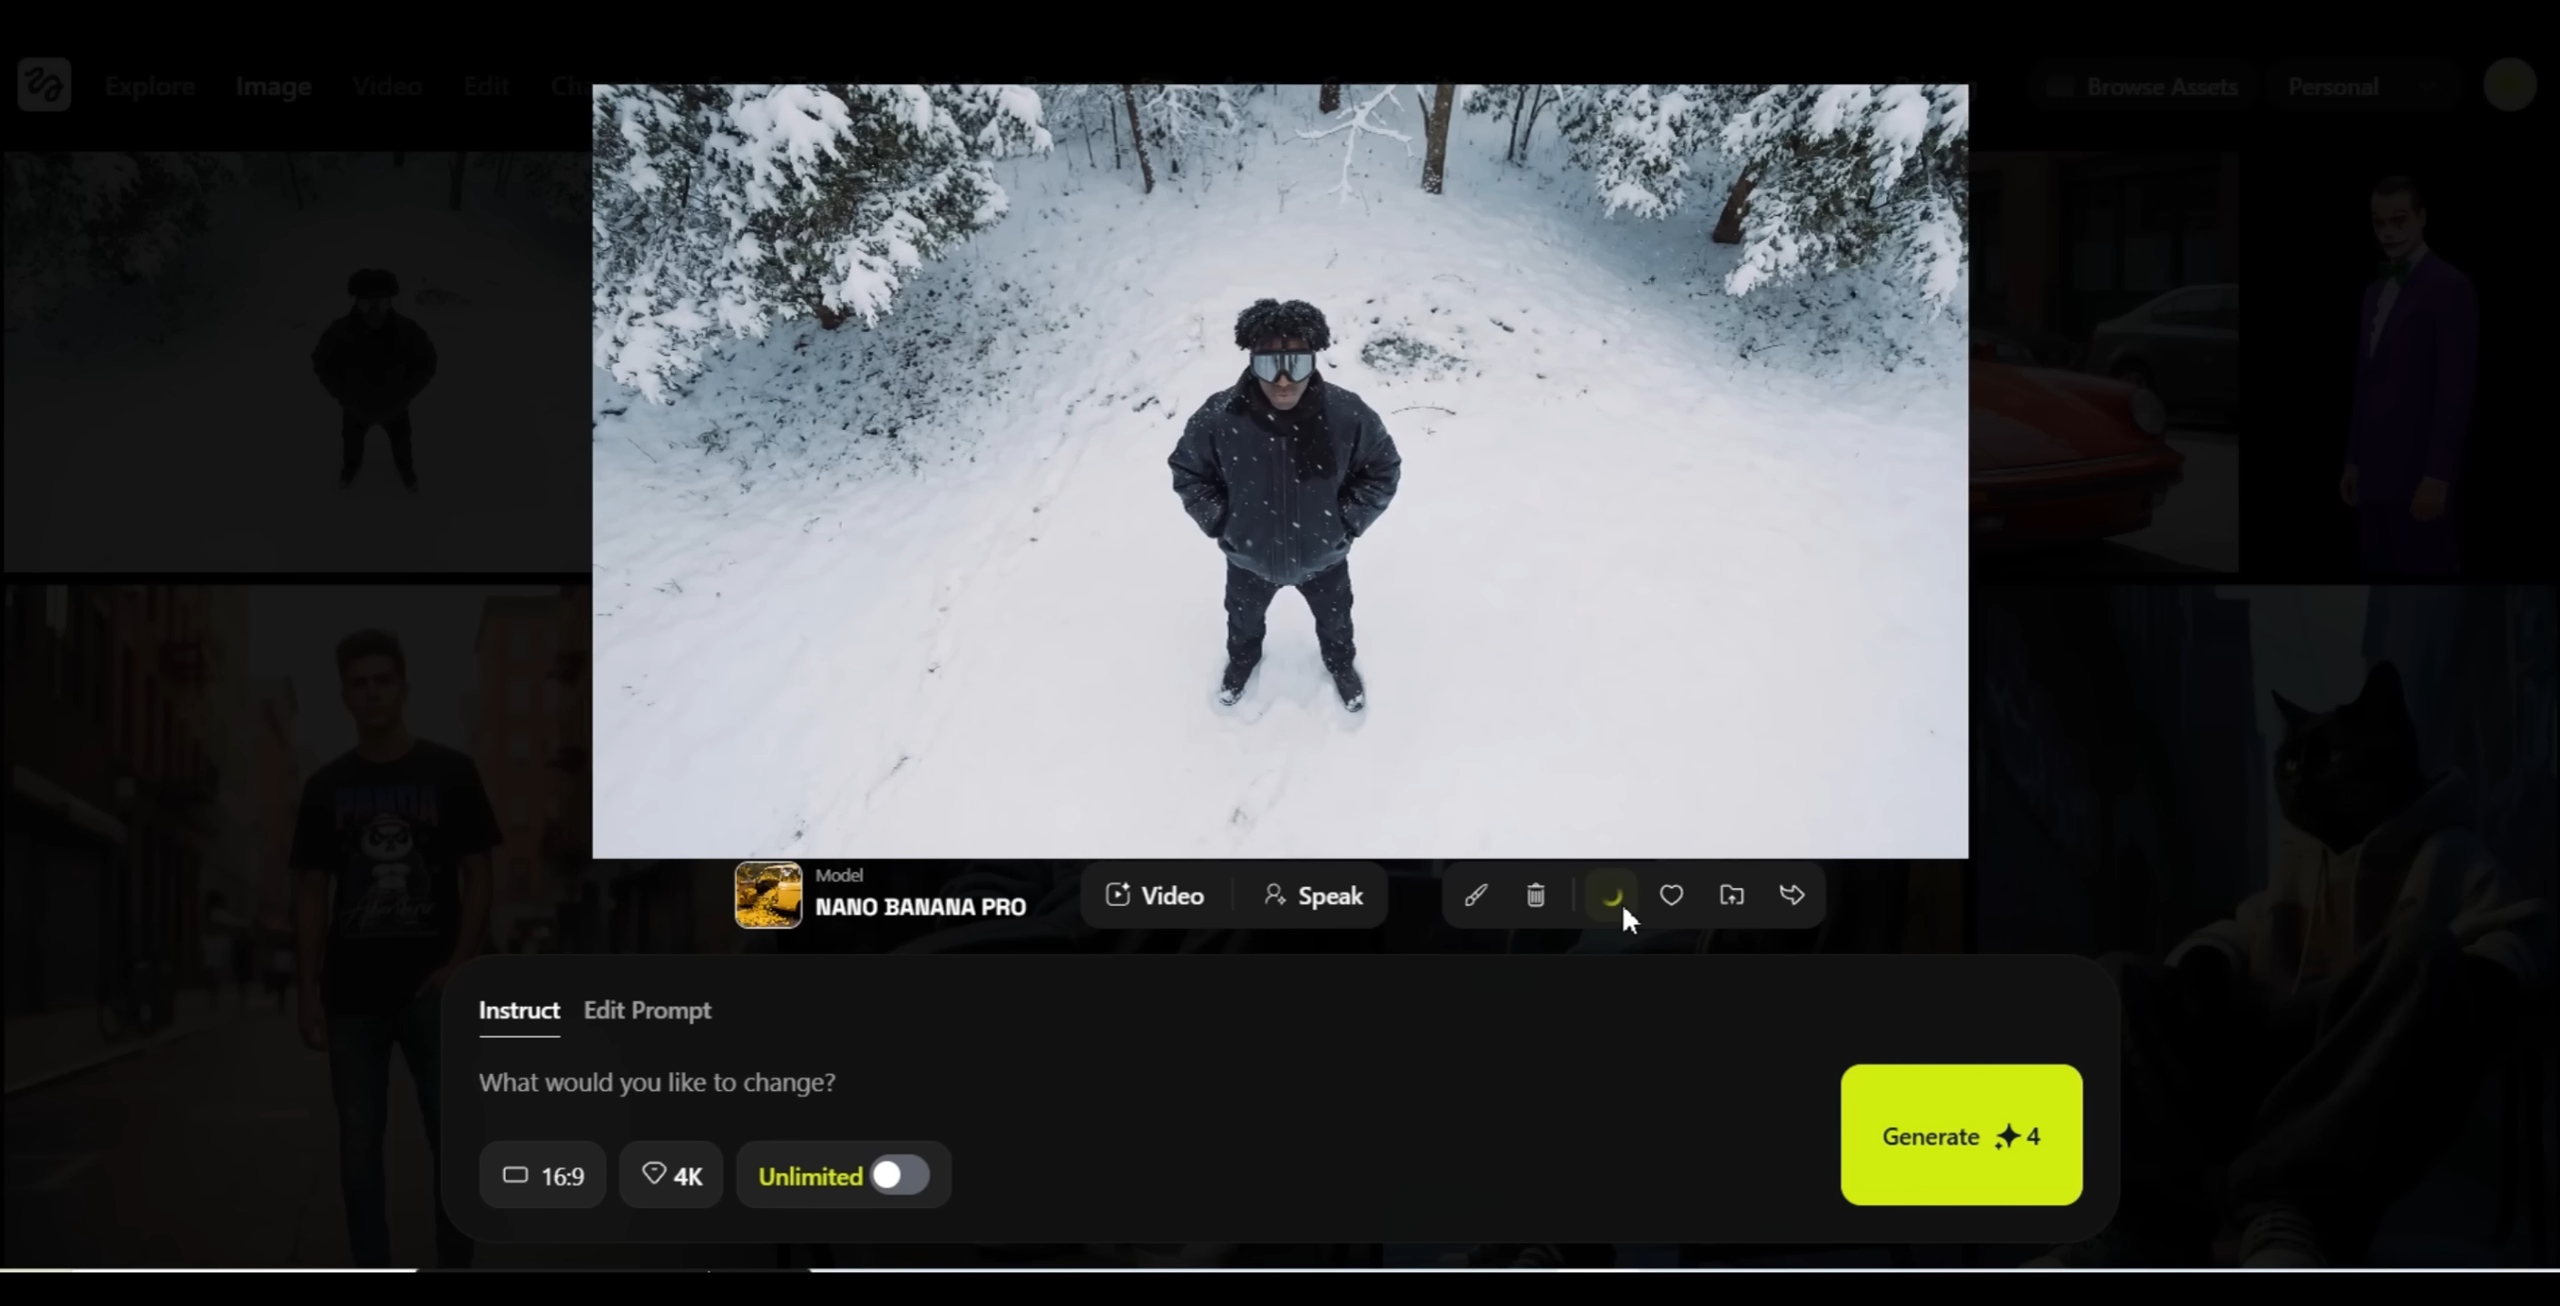 Explore Image Video Edit
Pricing Browse Assets Personal
Model
NANO BANANA PRO
Video
Speak
Instruct Edit Prompt
What would you like to change?
16:9
4K
Unlimited
Generate 4